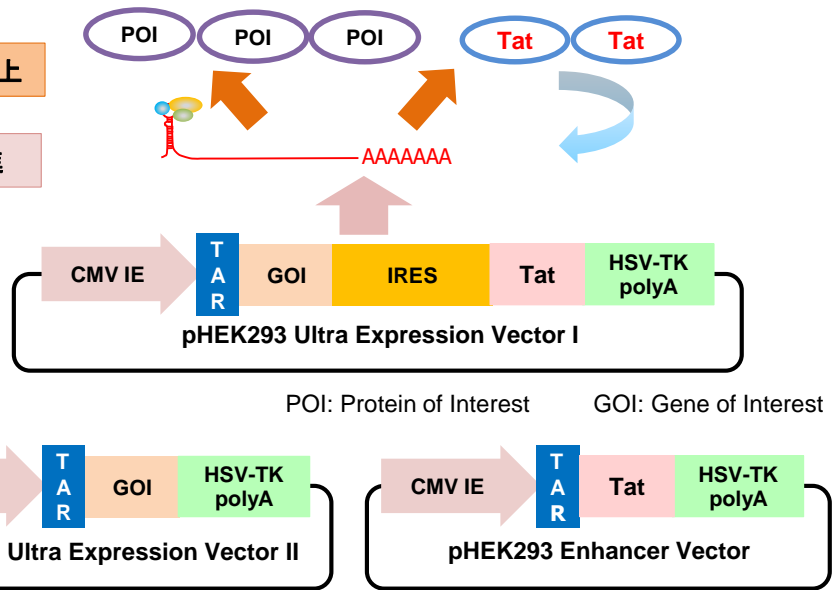 POI POI POI Tat Tat
上
AAAAAAA
CMV IE
T
A
R
GOI
IRES
Tat
HSV-TK
polyA
pHEK293 Ultra Expression Vector I
POI: Protein of Interest
GOI: Gene of Interest
T
A
R
GOI
HSV-TK
polyA
Ultra Expression Vector II
CMV IE
T
A
R
Tat
HSV-TK
polyA
pHEK293 Enhancer Vector